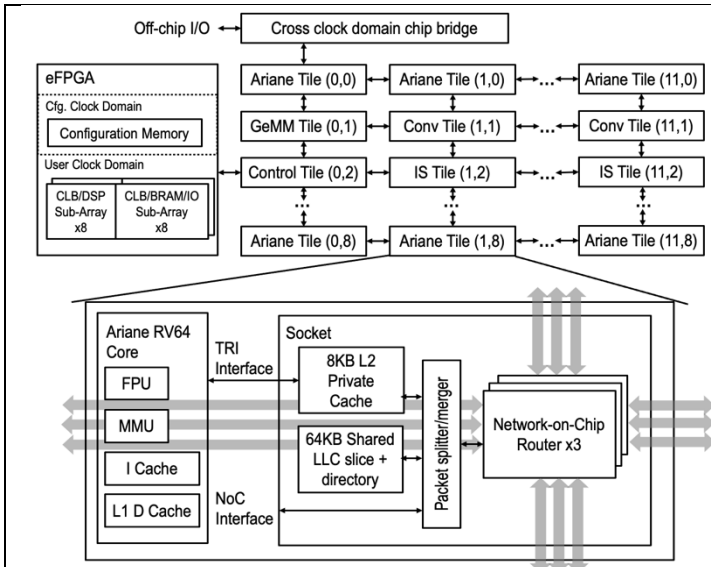 Off-chip I/O
Cross clock domain chip bridge
eFPGA
Cfg. Clock Domain
Configuration Memory
User Clock Domain
CLB/DSP
Sub-Array
x8
CLB/BRAM/IO
Sub-Array
x8
Ariane Tile (0,0)
Ariane Tile (1,0)
...
Ariane Tile (11,0)
GeMM Tile (0,1)
Conv Tile (1,1)
...
Conv Tile (11,1)
Control Tile (0,2)
IS Tile (1,2)
...
IS Tile (11,2)
...
...
...
Ariane Tile (0,8)
Ariane Tile (1,8)
...
Ariane Tile (11,8)
Ariane RV64
Core
FPU
MMU
I Cache
L1 D Cache
TRI
Interface
NoC
Interface
Socket
8KB L2
Private
Cache
64KB Shared
LLC slice +
directory
Packet splitter/merger
Network-on-Chip
Router x3